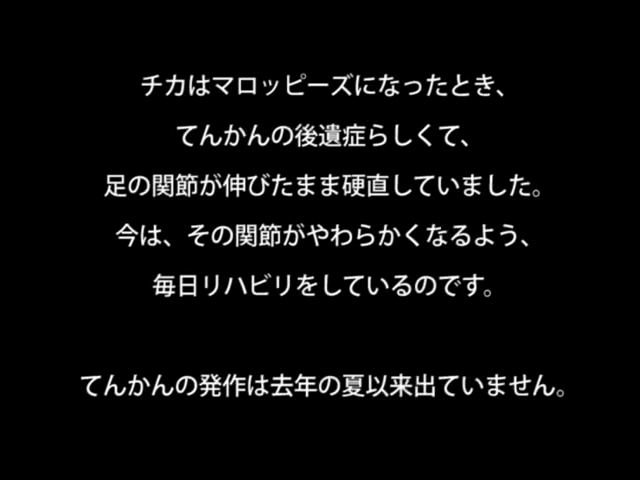 チカはマロッピーズになったとき、
てんかんの後遺症らしくて、
足の関節が伸びたまま硬直していました。
今は、その関節がやわらかくなるよう、
毎日リハビリをしているのです。
てんかんの発作は去年の夏以来出ていません。